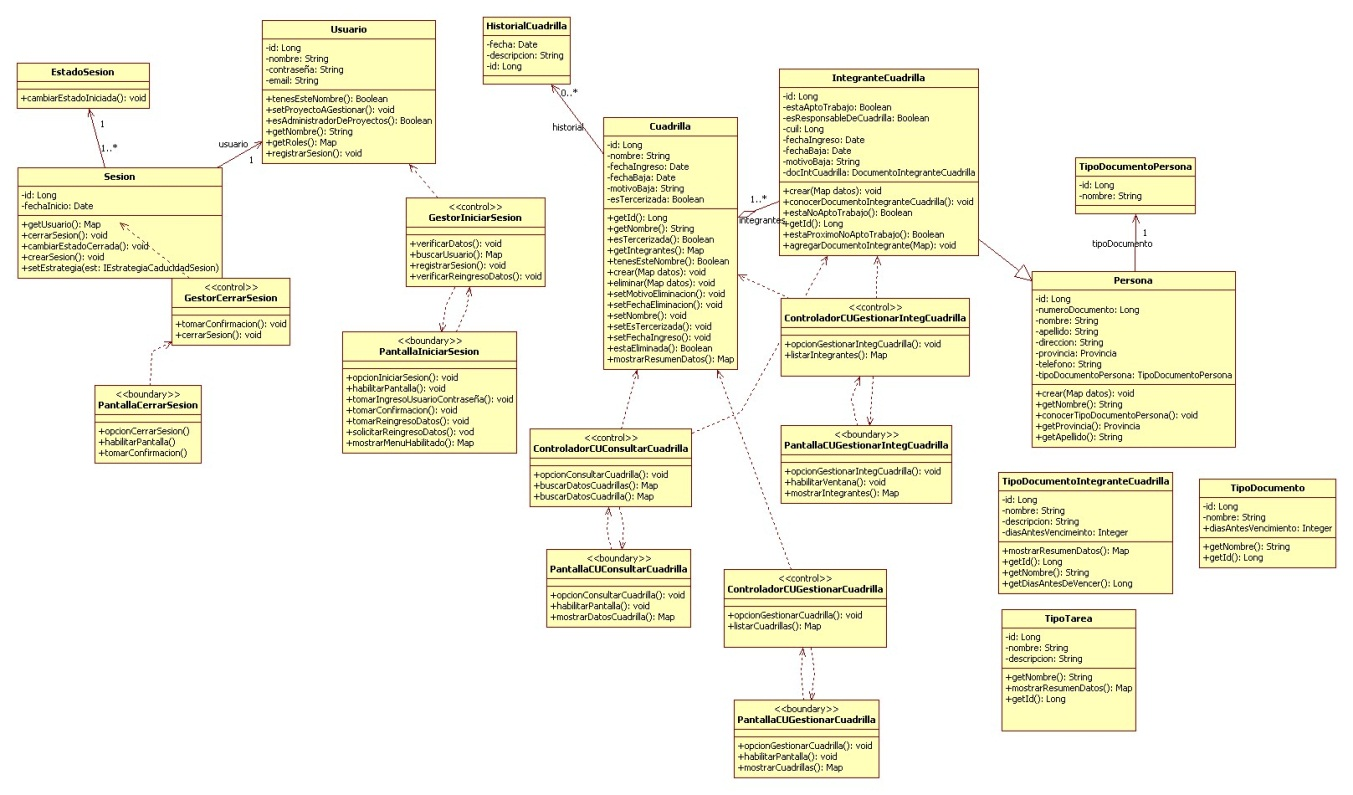 EstadoSesion
+cambiarEstadoIniciada(): void
1
1..*
Sesion
-id: Long
-fechaInicio: Date
+getUsuario(): Map
+cerrarSesion(): void
+cambiarEstadoCerrada(): void
+crearSesion(): void
+setEstrategia(est: IEstrategiaCaducidadSesion)
usuario
1
Usuario
-id: Long
-nombre: String
-contraseña: String
-email: String
+tenesEsteNombre(): Boolean
+setProyectoAGestionar(): void
+esAdministradorDeProyectos(): Boolean
+getNombre(): String
+getRoles(): Map
+registrarSesion(): void
<<control>>
GestorCerrarSesion
+tomarConfirmacion(): void
+cerrarSesion(): void
<<boundary>>
PantallaCerrarSesion
+opcionCerrarSesion()
+habilitarPantalla()
+tomarConfirmacion()
<<control>>
GestorIniciarSesion
+verificarDatos(): void
+buscarUsuario(): Map
+registrarSesion(): void
+verificarReingresoDatos(): void
<<boundary>>
PantallaIniciarSesion
+opcionIniciarSesion(): void
+habilitarPantalla(): void
+tomarIngresoUsuarioContraseña(): void
+tomarConfirmacion(): void
+tomarReingresoDatos(): void
+solicitarReingresoDatos(): vod
+mostrarMenuHabilitado(): Map
HistorialCuadrilla
-fecha: Date
-descripcion: String
-id: Long
0..*
historial
Cuadrilla
-id: Long
-nombre: String
-fechaIngreso: Date
-fechaBaja: Date
-motivoBaja: String
-esTercerizada: Boolean
+getId(): Long
+getNombre(): String
+esTercerizada(): Boolean
+getIntegrantes(): Map
+tenesEsteNombre(): Boolean
+crear(Map datos): void
+eliminar(Map datos): void
+setMotivoEliminacion(): void
+setFechaEliminacion(): void
+setNombre(): void
+setEsTercerizada(): void
+setFechaIngreso(): void
+estaEliminada(): Boolean
+mostrarResumenDatos(): Map
1..*
integrantes
IntegranteCuadrilla
-id: Long
-estaAptoTrabajo: Boolean
-esResponsableDeCuadrilla: Boolean
-cuil: Long
-fechaIngreso: Date
-fechaBaja: Date
-motivoBaja: String
-docIntCuadrilla: DocumentoIntegranteCuadrilla
+crear(Map datos): void
+conocerDocumentoIntegranteCuadrilla(): void
+estaNoAptoTrabajo(): Boolean
+getId(): Long
+estaProximoNoAptoTrabajo(): Boolean
+agregarDocumentoIntegrante(Map): void
<<control>>
ControladorCUGestionarIntegCuadrilla
+opcionGestionarIntegCuadrilla(): void
+listarIntegrantes(): Map
<<boundary>>
PantallaCUGestionarIntegCuadrilla
+opcionGestionarIntegCuadrilla(): void
+habilitarVentana(): void
+mostrarIntegrantes(): Map
<<control>>
ControladorCUConsultarCuadrilla
+opcionConsultarCuadrilla(): void
+buscarDatosCuadrillas(): Map
+buscarDatosCuadrilla(): Map
<<boundary>>
PantallaCUConsultarCuadrilla
+opcionConsultarCuadrilla(): void
+habilitarPantalla(): void
+mostrarDatosCuadrilla(): Map
<<control>>
ControladorCUGestionarCuadrilla
+opcionGestionarCuadrilla(): void
+listarCuadrillas(): Map
<<boundary>>
PantallaCUGestionarCuadrilla
+opcionGestionarCuadrilla(): void
+habilitarPantalla(): void
+mostrarCuadrillas(): Map
TipoDocumentoPersona
-id: Long
-nombre: String
1
tipoDocumento
Persona
-id: Long
-numeroDocumento: Long
-nombre: String
-apellido: String
-direccion: String
-provincia: Provincia
-telefono: String
-tipoDocumentoPersona: TipoDocumentoPersona
+crear(Map datos): void
+getNombre(): String
+conocerTipoDocumentoPersona(): void
+getProvincia(): Provincia
+getApellido(): String
TipoDocumentoIntegranteCuadrilla
-id: Long
-nombre: String
-descripcion: String
-diasAntesVencimeinto: Integer
+mostrarResumenDatos(): Map
+getId(): Long
+getNombre(): String
+getDiasAntesDeVencer(): Long
TipoDocumento
-id: Long
-nombre: String
+diasAntesVencimiento: Integer
+getNombre(): String
+getId(): Long
TipoTarea
-id: Long
-nombre: String
-descripcion: String
+getNombre(): String
+mostrarResumenDatos(): Map
+getId(): Long